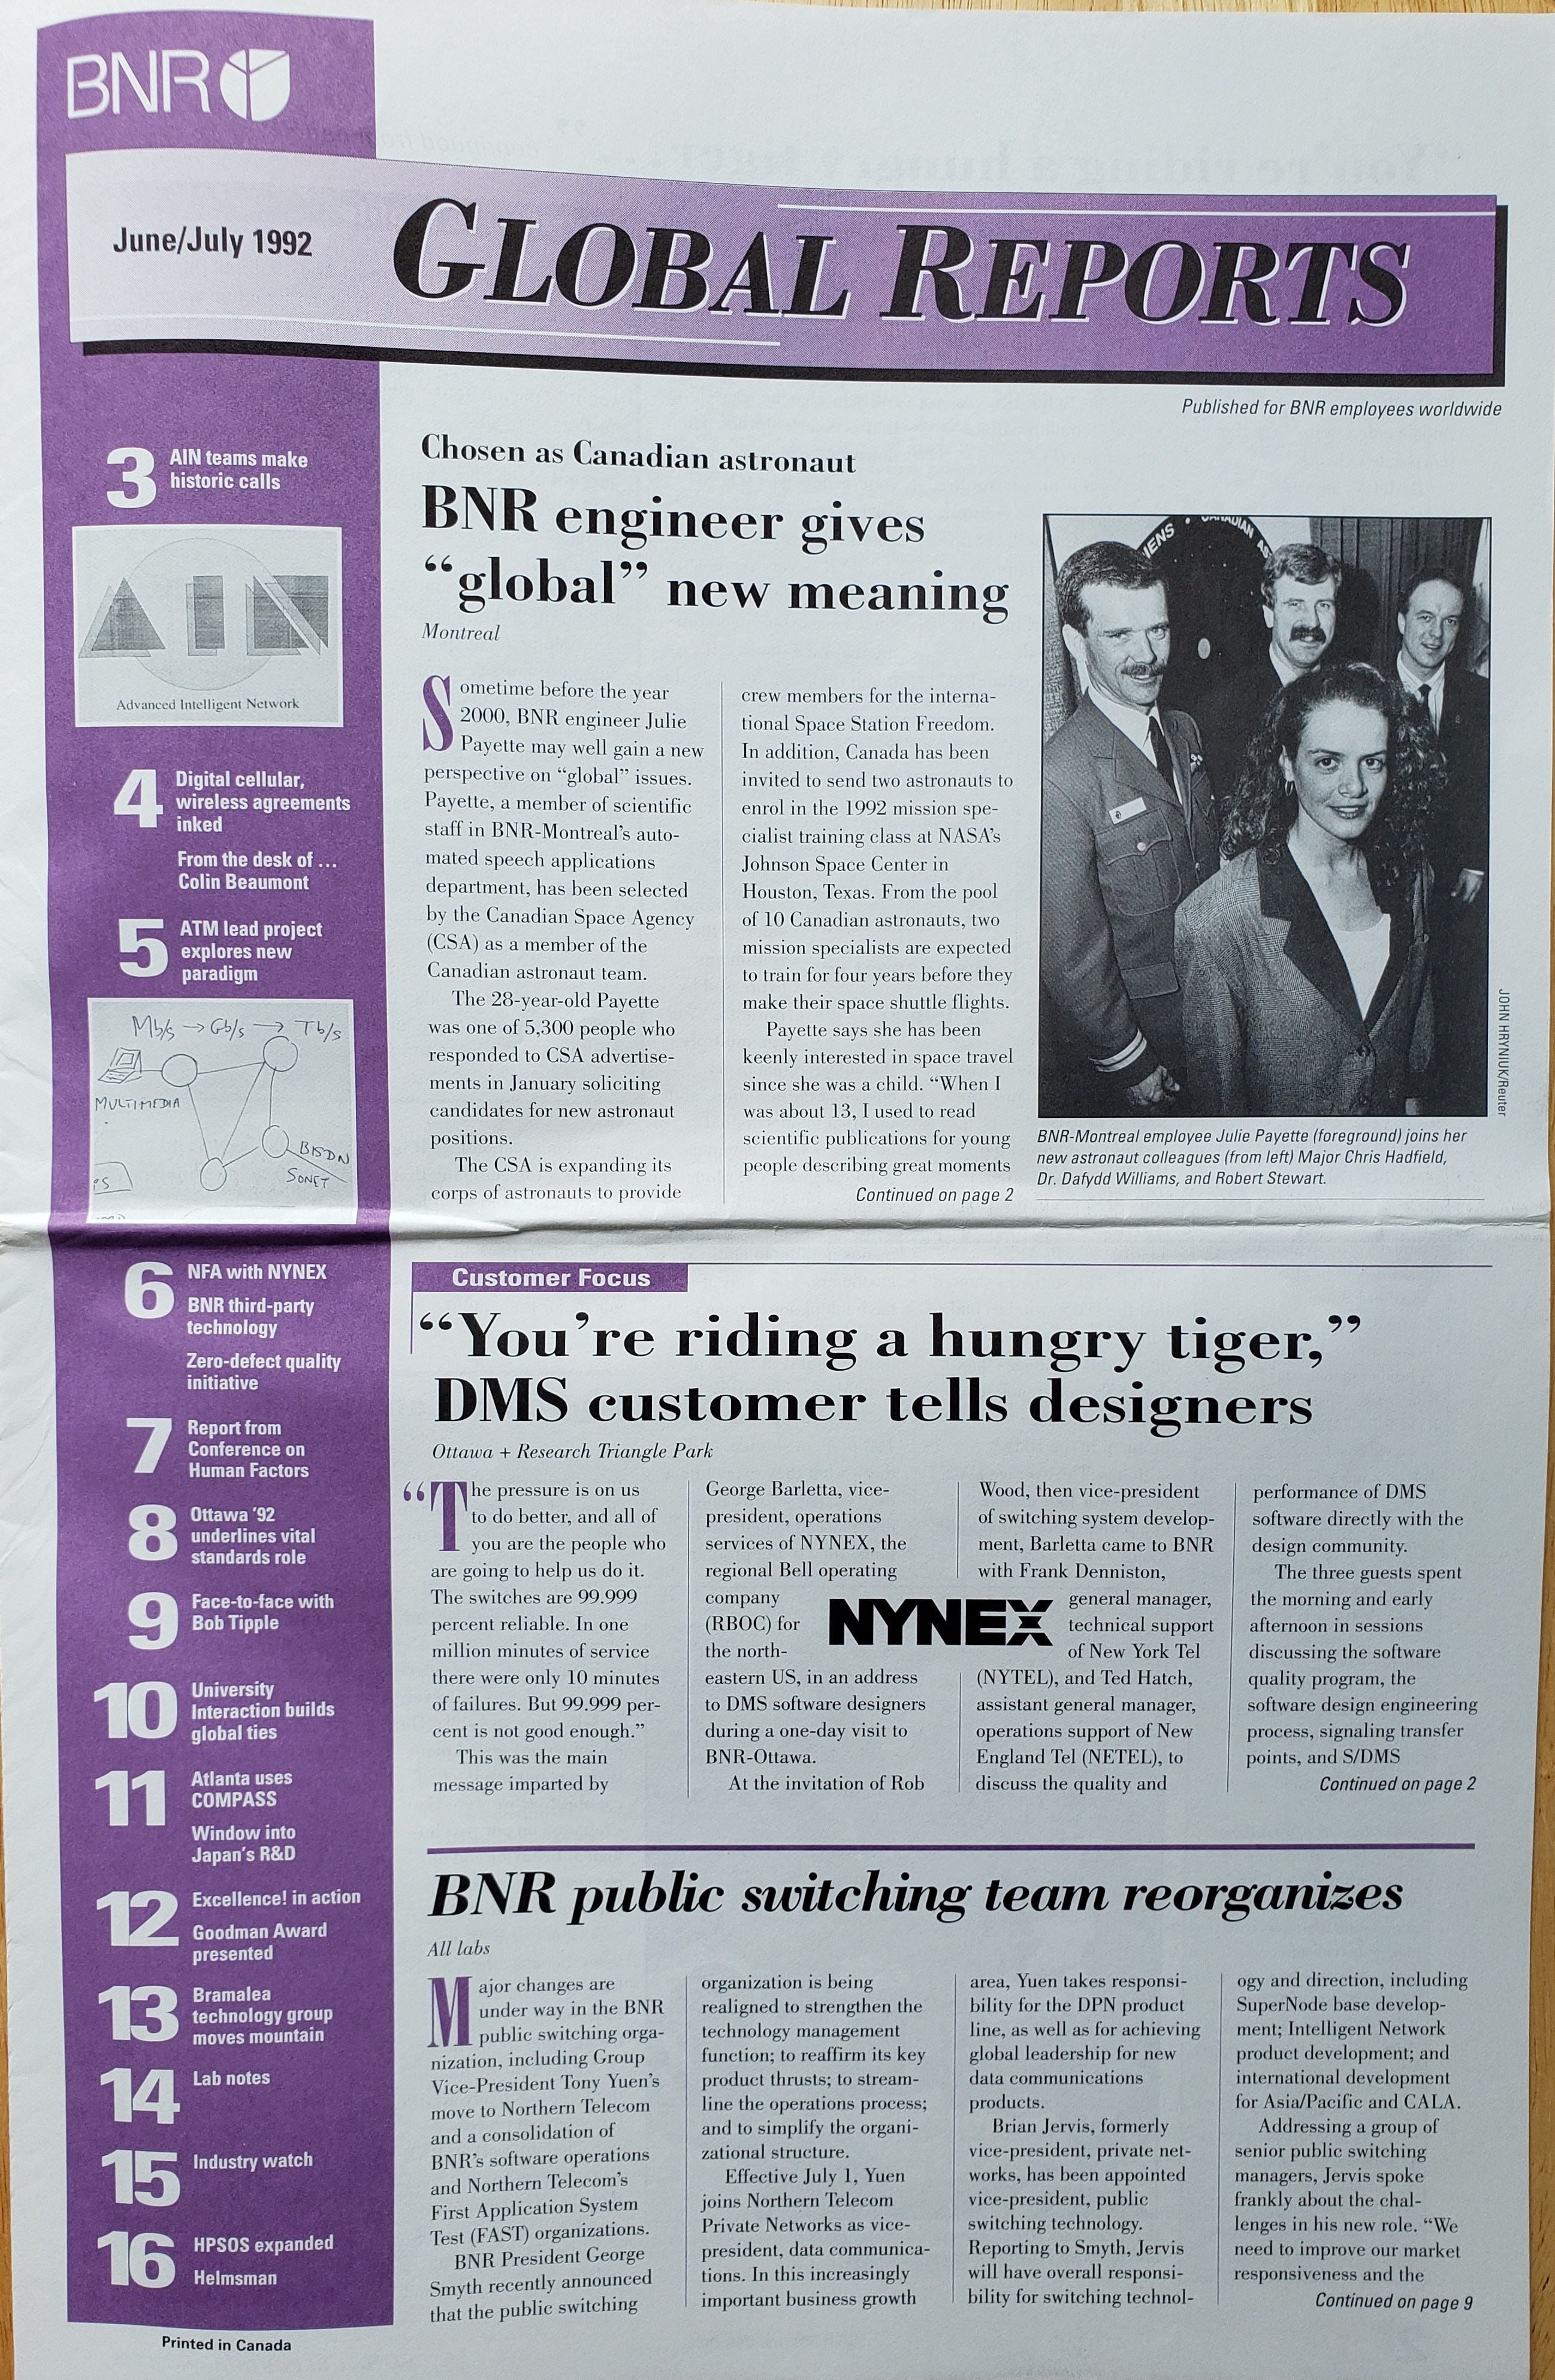 BNR
June/July 1992
GLOBAL REPORTS
Published for BNR employees worldwide
3
AIN teams make
historic calls
AIN
Advanced Intelligent Network
4
Digital cellular,
wireless agreements
inked
From the desk of ...
Colin Beaumont
5
ATM lead project
explores new
paradigm
Mb/s → Gb/s → Tb/s
MULTIMEDIA
BISDN
SONET
6
NFA with NYNEX
BNR third-party
technology
Zero-defect quality
initiative
7
Report from
Conference on
Human Factors
8
Ottawa '92
underlines vital
standards role
9
Face-to-face with
Bob Tipple
10
University
Interaction builds
global ties
11
Atlanta uses
COMPASS
Window into
Japan's R&D
12
Excellence! in action
Goodman Award
presented
13
Bramalea
technology group
moves mountain
14
Lab notes
15
Industry watch
16
HPSOS expanded
Helmsman
Printed in Canada
Chosen as Canadian astronaut
BNR engineer gives
“global” new meaning
Montreal
Sometime before the year
2000, BNR engineer Julie
Payette may well gain a new
perspective on “global” issues.
Payette, a member of scientific
staff in BNR-Montreal's auto-
mated speech applications
department, has been selected
by the Canadian Space Agency
(CSA) as a member of the
Canadian astronaut team.
The 28-year-old Payette
was one of 5,300 people who
responded to CSA advertise-
ments in January soliciting
candidates for new astronaut
positions.
The CSA is expanding its
corps of astronauts to provide
crew members for the interna-
tional Space Station Freedom.
In addition, Canada has been
invited to send two astronauts to
enrol in the 1992 mission spe-
cialist training class at NASA's
Johnson Space Center in
Houston, Texas. From the pool
of 10 Canadian astronauts, two
mission specialists are expected
to train for four years before they
make their space shuttle flights.
Payette says she has been
keenly interested in space travel
since she was a child. “When I
was about 13, I used to read
scientific publications for young
people describing great moments
Continued on page 2
CANADIAN AS
JOHN HRYNIUK/Reuter
BNR-Montreal employee Julie Payette (foreground) joins her
new astronaut colleagues (from left) Major Chris Hadfield,
Dr. Dafydd Williams, and Robert Stewart.
Customer Focus
“You're riding a hungry tiger,”
DMS customer tells designers
Ottawa + Research Triangle Park
“The pressure is on us
to do better, and all of
you are the people who
are going to help us do it.
The switches are 99.999
percent reliable. In one
million minutes of service
there were only 10 minutes
of failures. But 99.999 per-
cent is not good enough.”
This was the main
message imparted by
George Barletta, vice-
president, operations
services of NYNEX, the
regional Bell operating
company
(RBOC) for
the north-
eastern US, in an address
to DMS software designers
during a one-day visit to
BNR-Ottawa.
At the invitation of Rob
NYNEX
Wood, then vice-president
of switching system develop-
ment, Barletta came to BNR
with Frank Denniston,
general manager,
technical support
of New York Tel
(NYTEL), and Ted Hatch,
assistant general manager,
operations support of New
England Tel (NETEL), to
discuss the quality and
performance of DMS
software directly with the
design community.
The three guests spent
the morning and early
afternoon in sessions
discussing the software
quality program, the
software design engineering
process, signaling transfer
points, and S/DMS
Continued on page 2
BNR public switching team reorganizes
All labs
Major changes are
under way in the BNR
public switching orga-
nization, including Group
Vice-President Tony Yuen's
move to Northern Telecom
and a consolidation of
BNR's software operations
and Northern Telecom's
First Application System
Test (FAST) organizations.
BNR President George
Smyth recently announced
that the public switching
organization is being
realigned to strengthen the
technology management
function; to reaffirm its key
product thrusts; to stream-
line the operations process;
and to simplify the organi-
zational structure.
Effective July 1, Yuen
joins Northern Telecom
Private Networks as vice-
president, data communica-
tions. In this increasingly
important business growth
area, Yuen takes responsi-
bility for the DPN product
line, as well as for achieving
global leadership for new
data communications
products.
Brian Jervis, formerly
vice-president, private net-
works, has been appointed
vice-president, public
switching technology.
Reporting to Smyth, Jervis
will have overall responsi-
bility for switching technol-
ogy and direction, including
SuperNode base develop-
ment; Intelligent Network
product development; and
international development
for Asia/Pacific and CALA.
Addressing a group of
senior public switching
managers, Jervis spoke
frankly about the chal-
lenges in his new role. “We
need to improve our market
responsiveness and the
Continued on page 9